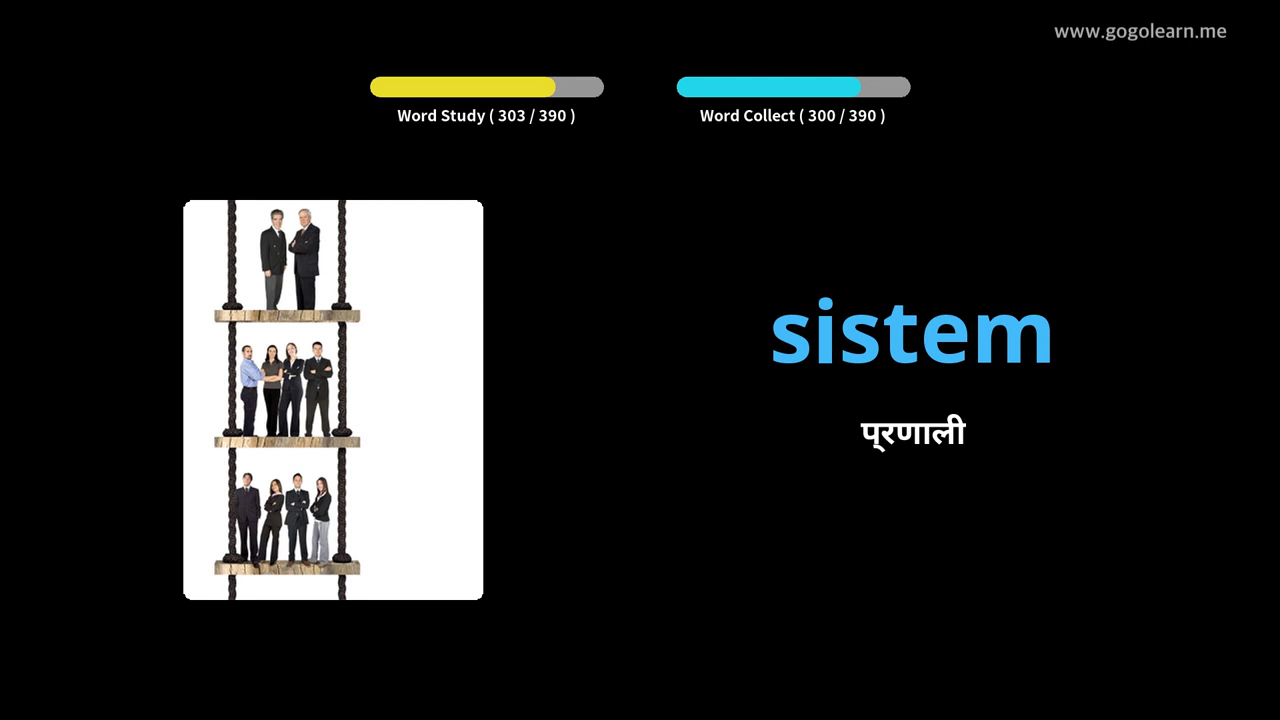 www.gogolearn.me
Word Study ( 303 / 390 )
Word Collect ( 300 / 390 )
sistem
प्रणाली